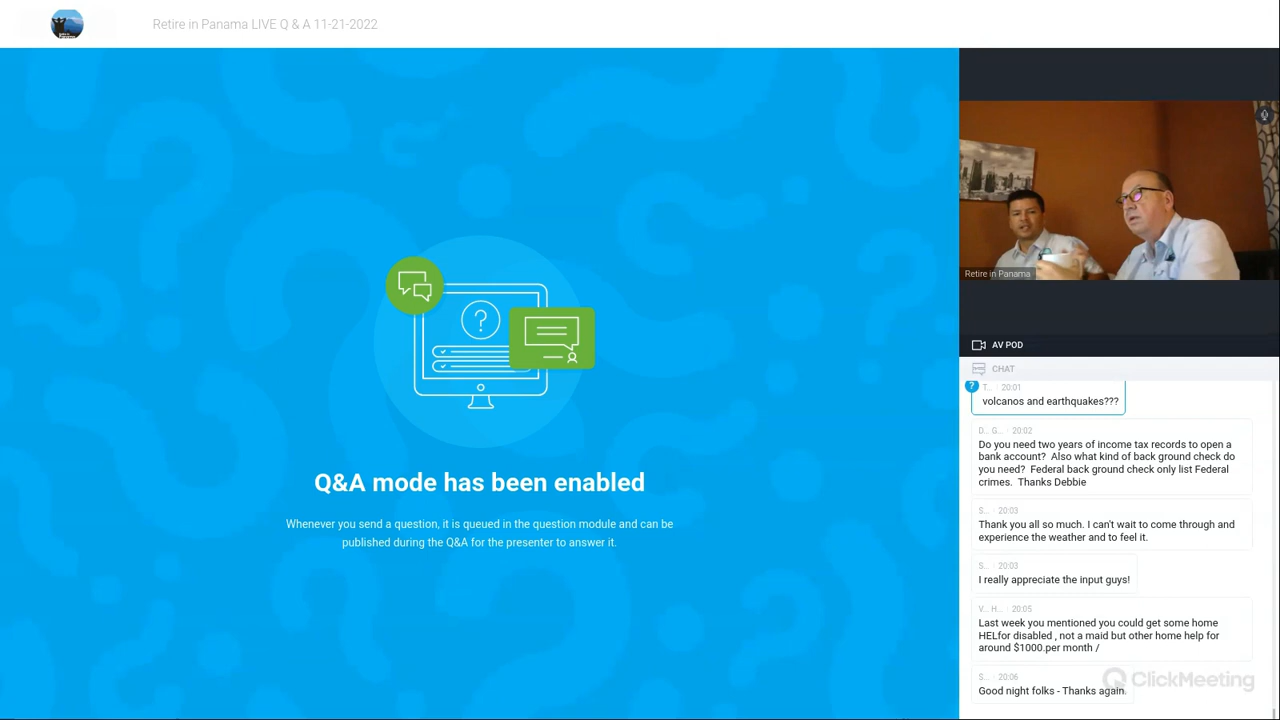 Retire in Panama LIVE Q & A 11-21-2022
?
Q&A mode has been enabled
Whenever you send a question, it is queued in the question module and can be
published during the Q&A for the presenter to answer it.
Retire in Panama
AV POD
CHAT
?
T... · 20:01
volcanos and earthquakes???
D... G... · 20:02
Do you need two years of income tax records to open a
bank account?  Also what kind of back ground check do
you need?  Federal back ground check only list Federal
crimes.  Thanks Debbie
S... · 20:03
Thank you all so much. I can't wait to come through and
experience the weather and to feel it.
S... · 20:03
I really appreciate the input guys!
V... H... · 20:05
Last week you mentioned you could get some home
HELfor disabled , not a maid but other home help for
around $1000.per month /
S... · 20:06
Good night folks - Thanks again.
ClickMeeting